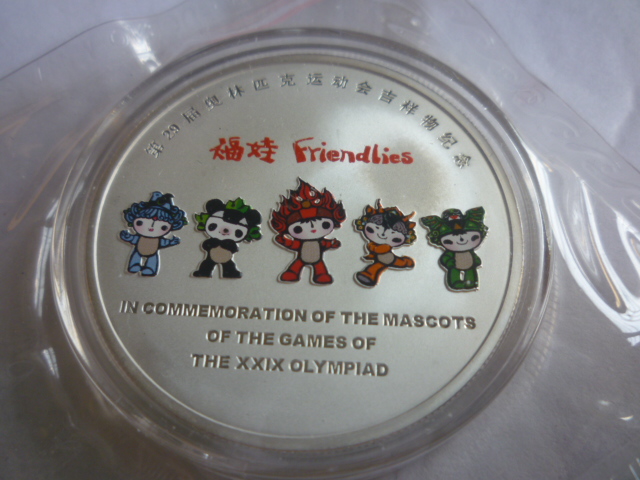 第29届奥林匹克运动会吉祥物纪念
福娃 Friendlies
IN COMMEMORATION OF THE MASCOTS
OF THE GAMES OF
THE XXIX OLYMPIAD